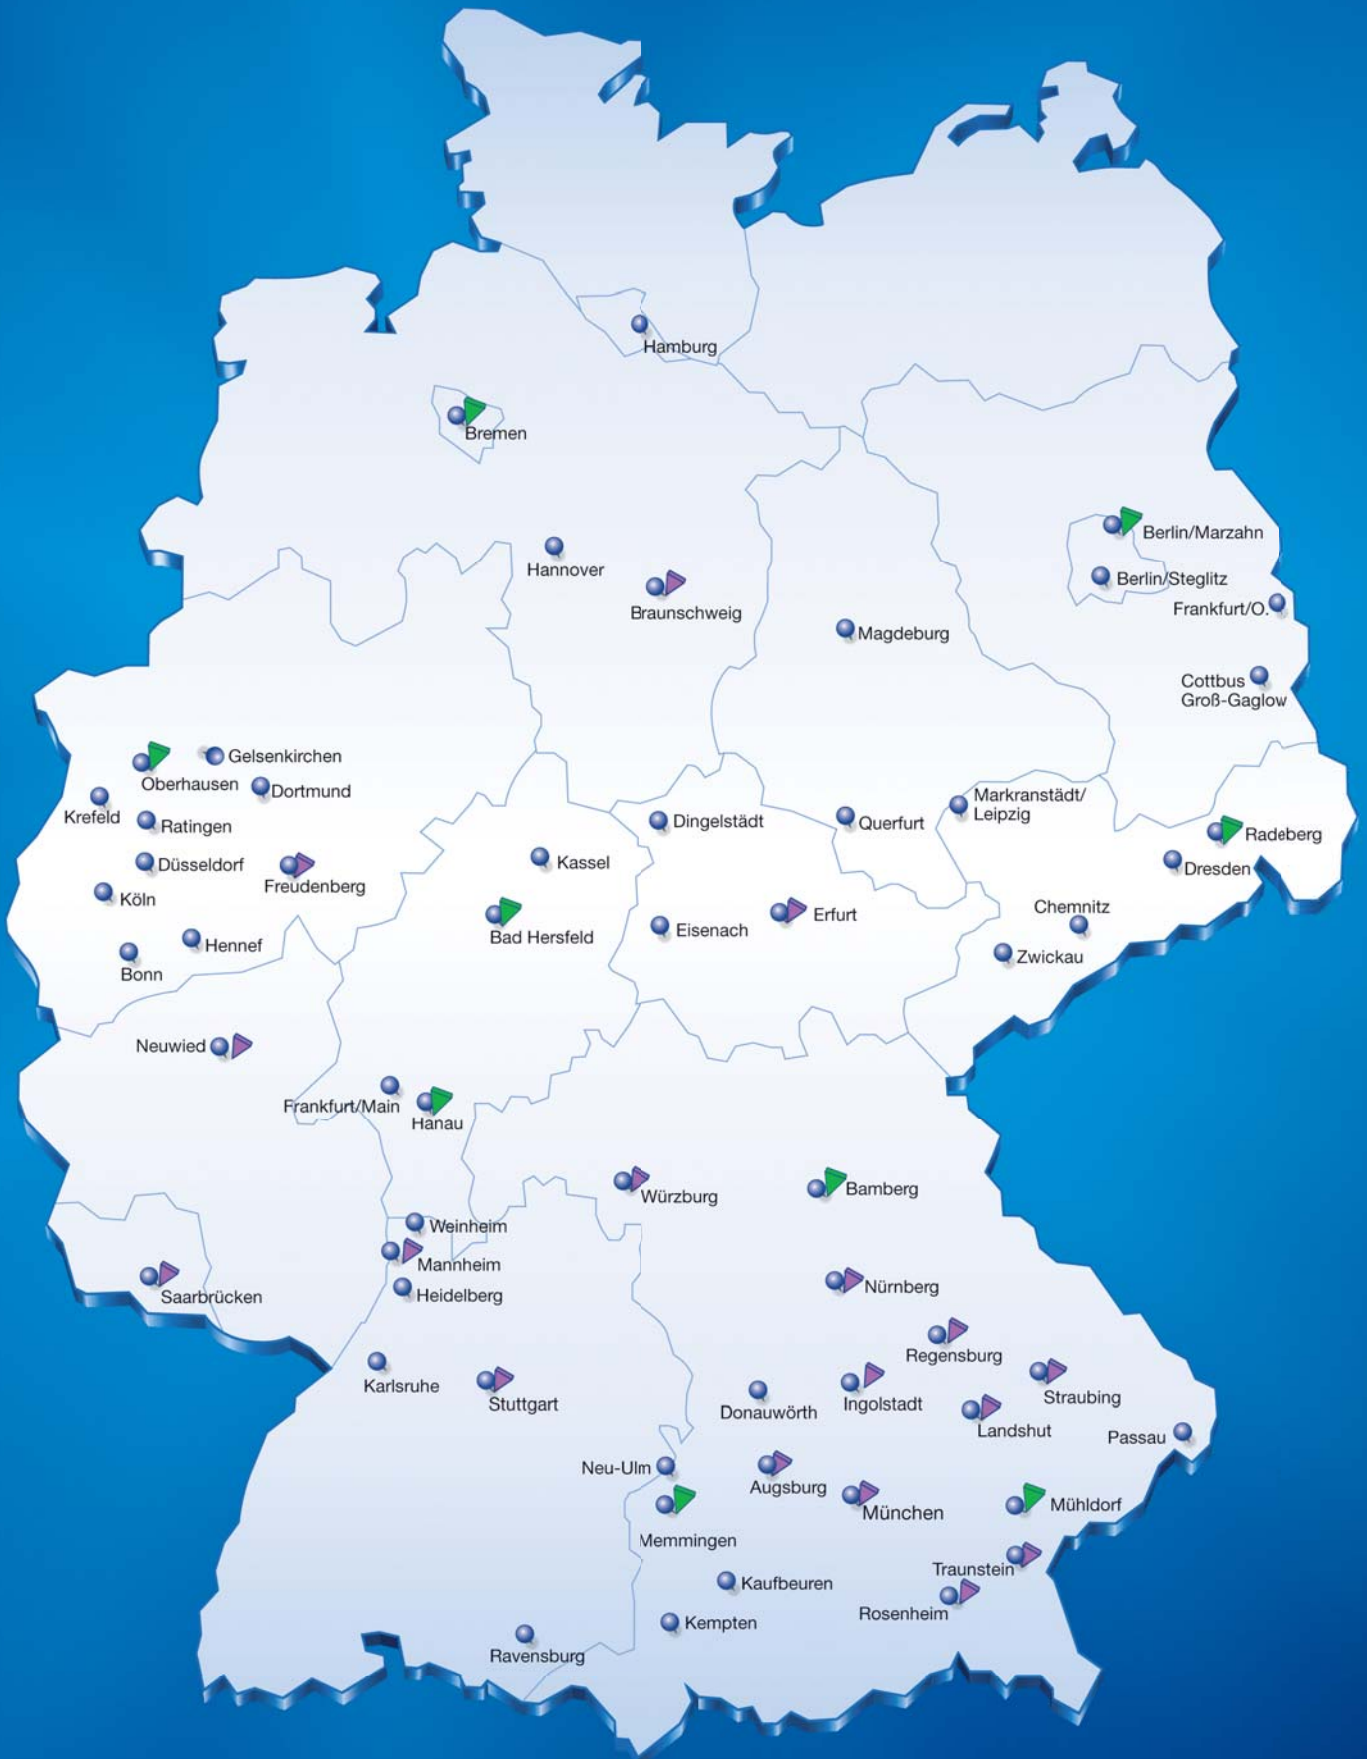 Hamburg
Bremen
Berlin/Marzahn
Hannover
Berlin/Steglitz
Braunschweig
Frankfurt/O.
Magdeburg
Cottbus
Groß-Gaglow
Gelsenkirchen
Oberhausen
Dortmund
Markranstädt/
Leipzig
Krefeld
Ratingen
Dingelstädt
Querfurt
Radeberg
Düsseldorf
Kassel
Dresden
Freudenberg
Köln
Chemnitz
Erfurt
Bad Hersfeld
Eisenach
Hennef
Zwickau
Bonn
Neuwied
Frankfurt/Main
Hanau
Würzburg
Bamberg
Weinheim
Mannheim
Nürnberg
Saarbrücken
Heidelberg
Regensburg
Karlsruhe
Stuttgart
Donauwörth
Ingolstadt
Straubing
Landshut
Passau
Neu-Ulm
Augsburg
München
Mühldorf
Memmingen
Traunstein
Kaufbeuren
Rosenheim
Kempten
Ravensburg